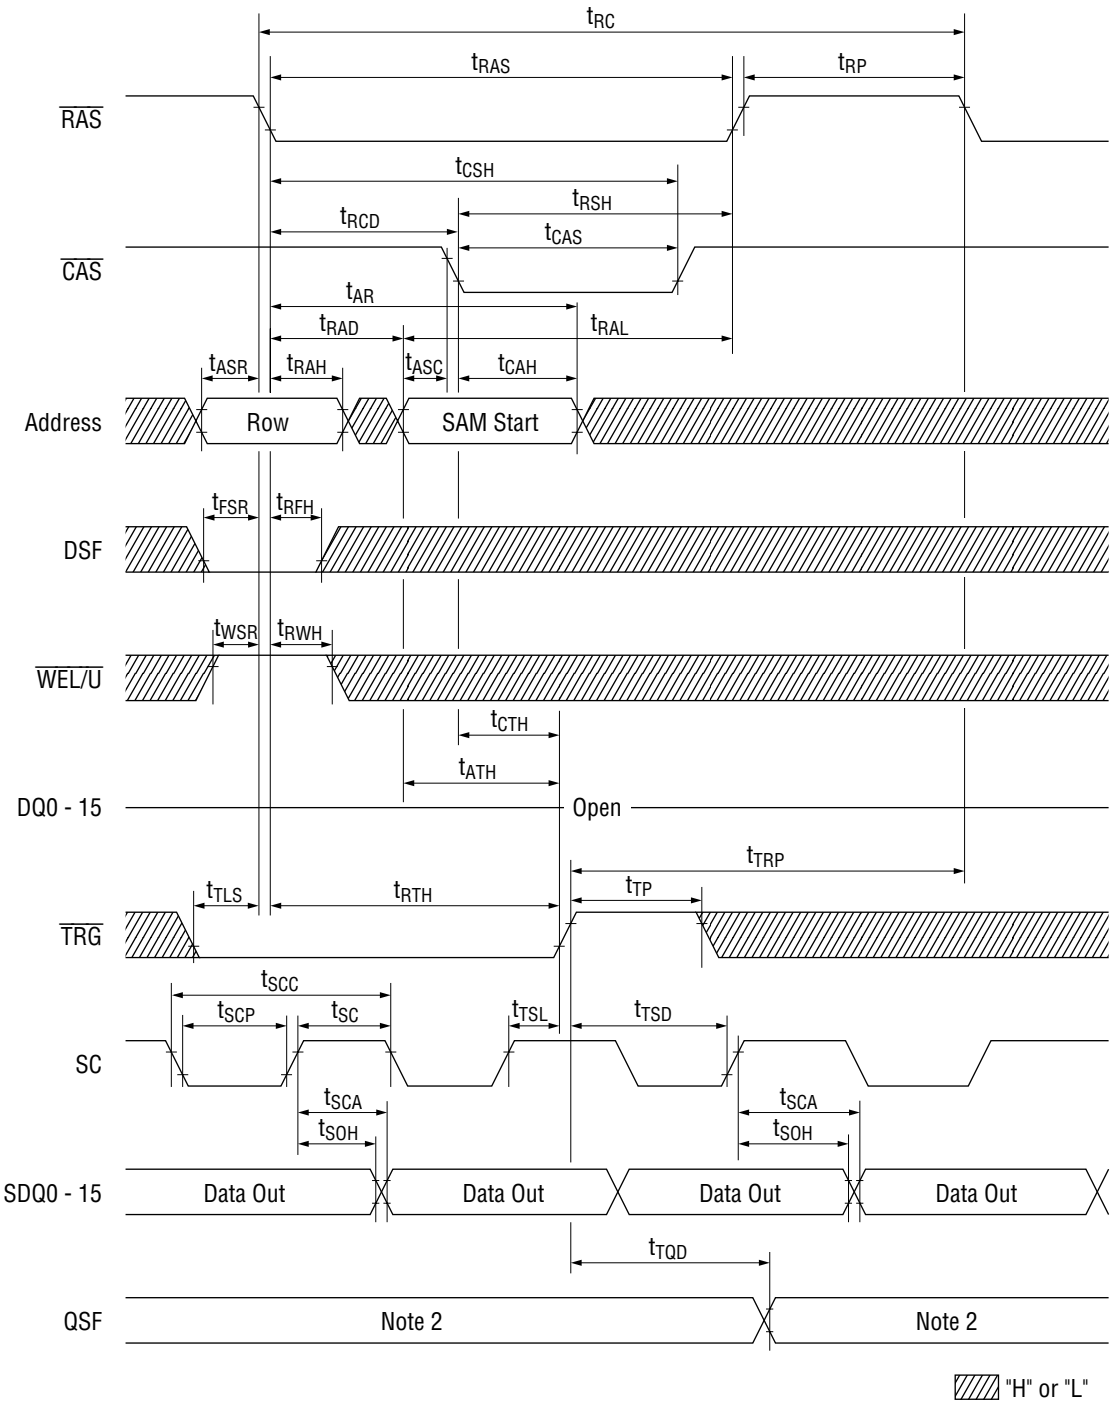 tRC
tRAS tRP
RAS
tCSH
tRSH
tRCD
tCAS
CAS
tAR
tRAD tRAL
tASR tRAH tASC tCAH
Address Row SAM Start
tFSR tRFH
DSF
tWSR tRWH
WEL/U
tCTH
tATH
DQ0 - 15 Open
tTRP
tTLS tRTH tTP
TRG
tSCC
tSCP tSC tTSL tTSD
SC
tSCA tSCA
tSOH tSOH
SDQ0 - 15 Data Out Data Out Data Out Data Out
tTQD
QSF Note 2 Note 2
"H" or "L"